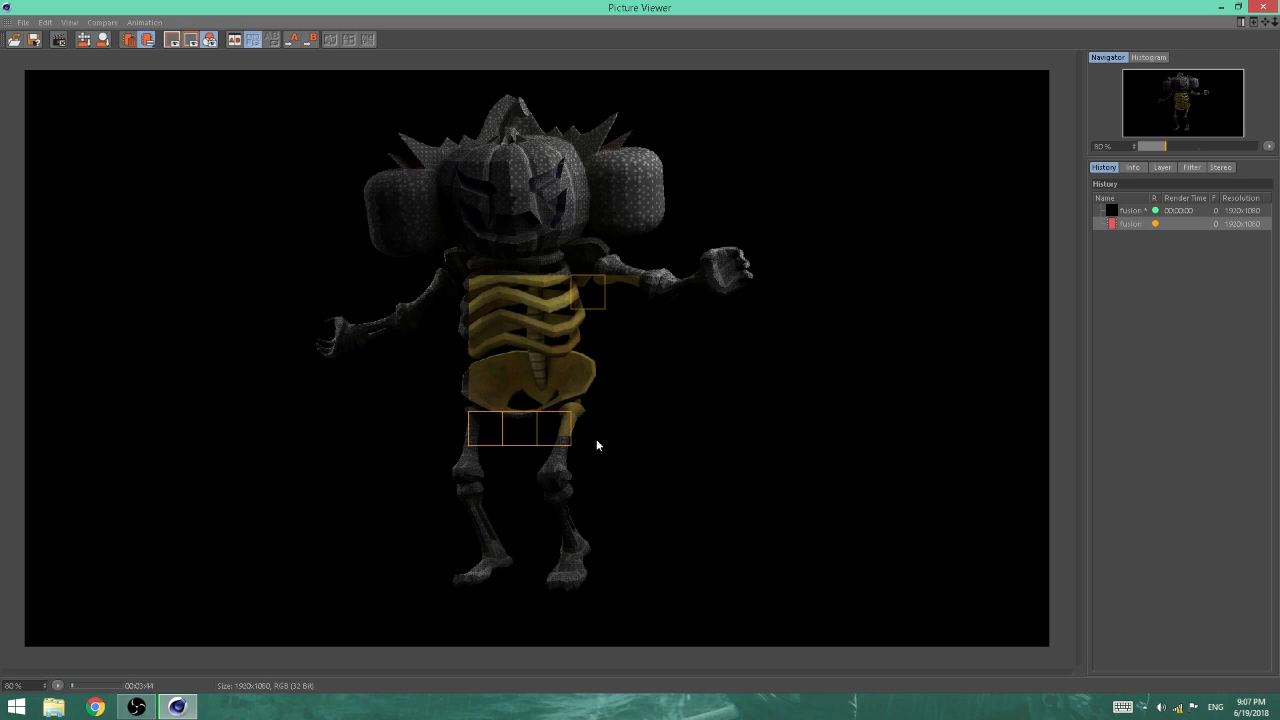 Picture Viewer
File Edit View Compare Animation
AB
A
B
Navigator Histogram
80 %
History Info Layer Filter Stereo
History
Name R Render Time F Resolution
fusion * 00:00:00 0 1920x1080
fusion 0 1920x1080
80 % 00:03:44 Size: 1920x1080, RGB (32 Bit)
ENG
9:07 PM
6/19/2018